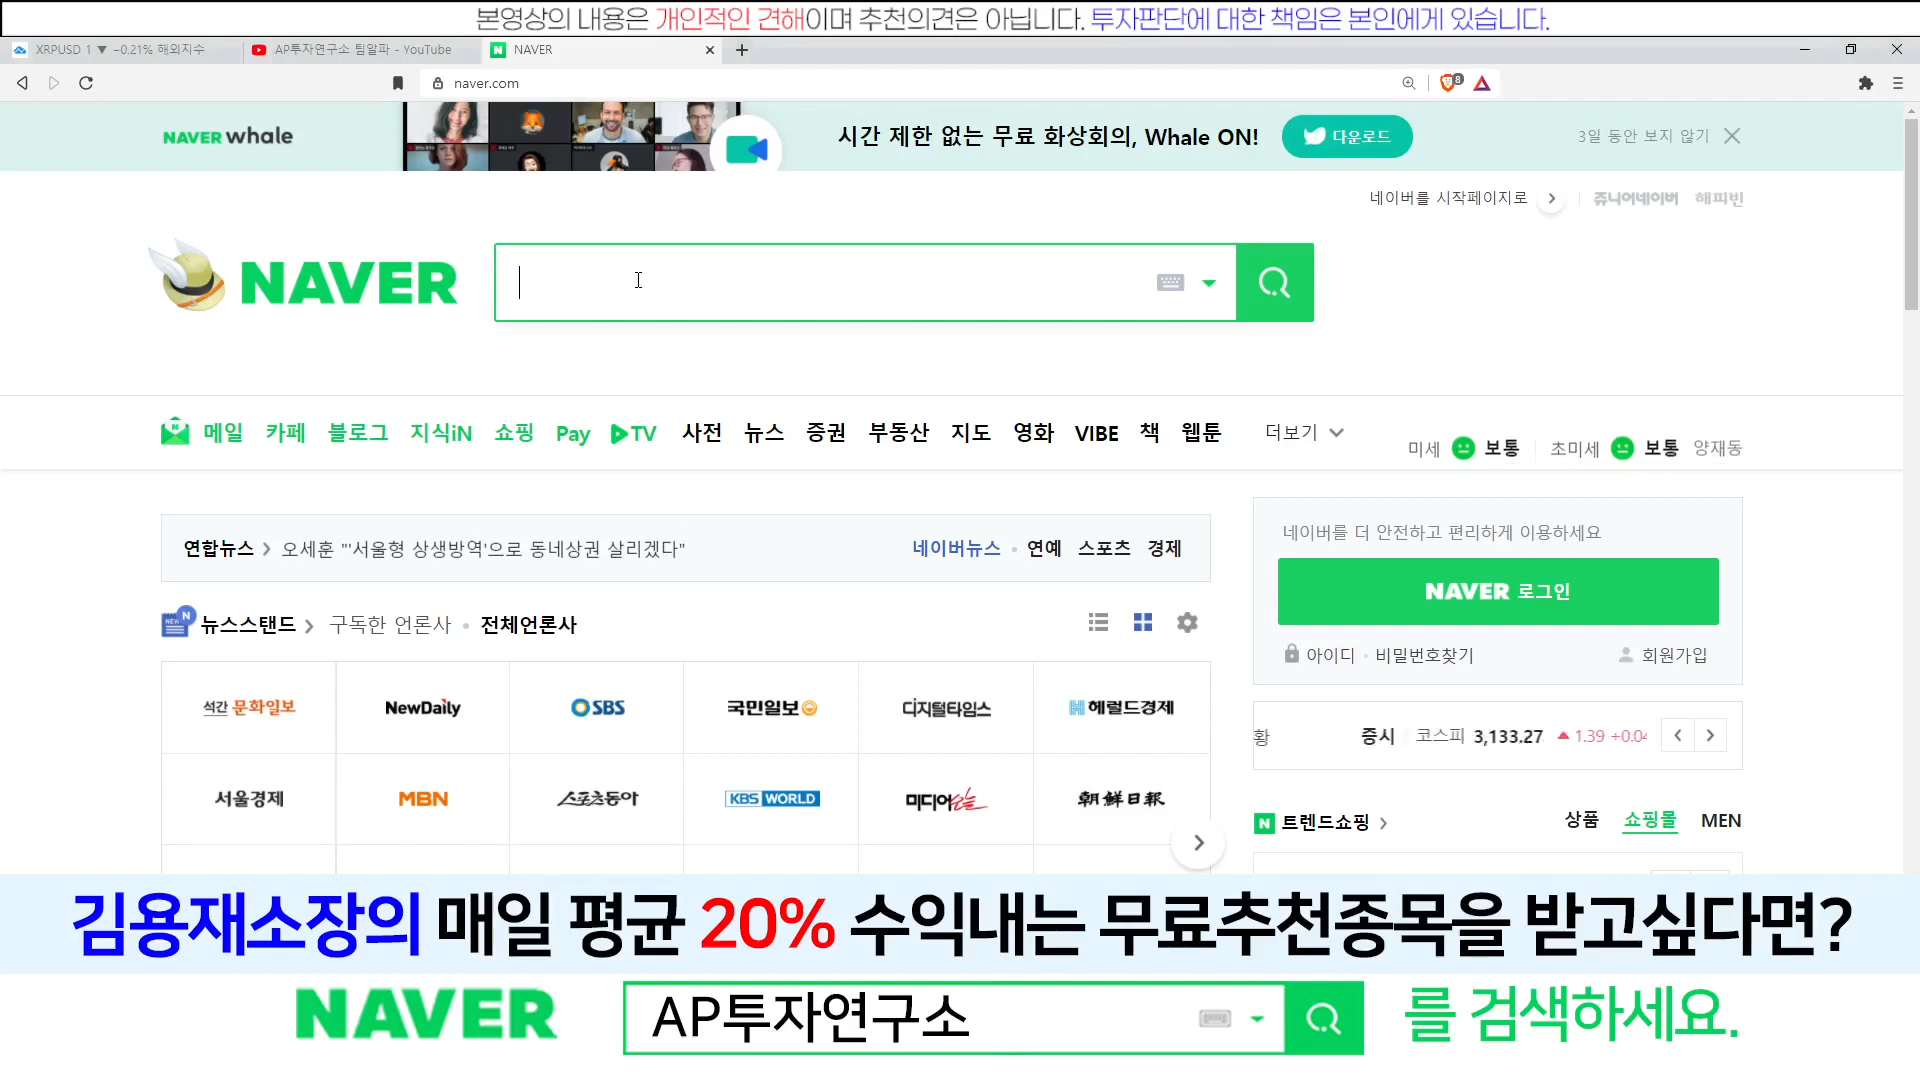 본영상의 내용은 개인적인 견해이며 추천의견은 아닙니다. 투자판단에 대한 책임은 본인에게 있습니다.
XRPUSD 1 ▼ −0.21% 해외지수
AP투자연구소 팀알파 - YouTube
NAVER
naver.com
8
NAVER whale
시간 제한 없는 무료 화상회의, Whale ON!
다운로드
3일 동안 보지 않기
네이버를 시작페이지로
쥬니어네이버 해피빈
NAVER
메일 카페 블로그 지식iN 쇼핑 Pay TV 사전 뉴스 증권 부동산 지도 영화 VIBE 책 웹툰 더보기
미세 보통 초미세 보통 양재동
연합뉴스 오세훈 "'서울형 상생방역'으로 동네상권 살리겠다"
네이버뉴스 연예 스포츠 경제
네이버를 더 안전하고 편리하게 이용하세요
NAVER 로그인
아이디 비밀번호찾기 회원가입
NEW N 뉴스스탠드 구독한 언론사 전체언론사
석간 문화일보 NewDaily SBS 국민일보 디지털타임스 헤럴드경제
서울경제 MBN 스포츠동아 KBS WORLD 미디어오늘 朝鮮日報
황 증시 코스피 3,133.27 ▲ 1.39 +0.04
N 트렌드쇼핑 상품 쇼핑몰 MEN
김용재소장의 매일 평균 20% 수익내는 무료추천종목을 받고싶다면?
NAVER AP투자연구소 를 검색하세요.